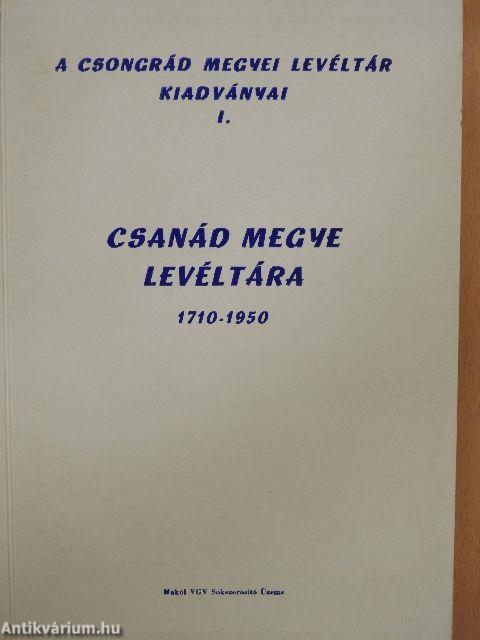 A CSONGRÁD MEGYEI LEVÉLTÁR
KIADVÁNYAI
I.
CSANÁD MEGYE
LEVÉLTÁRA
1710-1950
Makói VGV Sokszorosító Üzeme
Antikvárium.hu